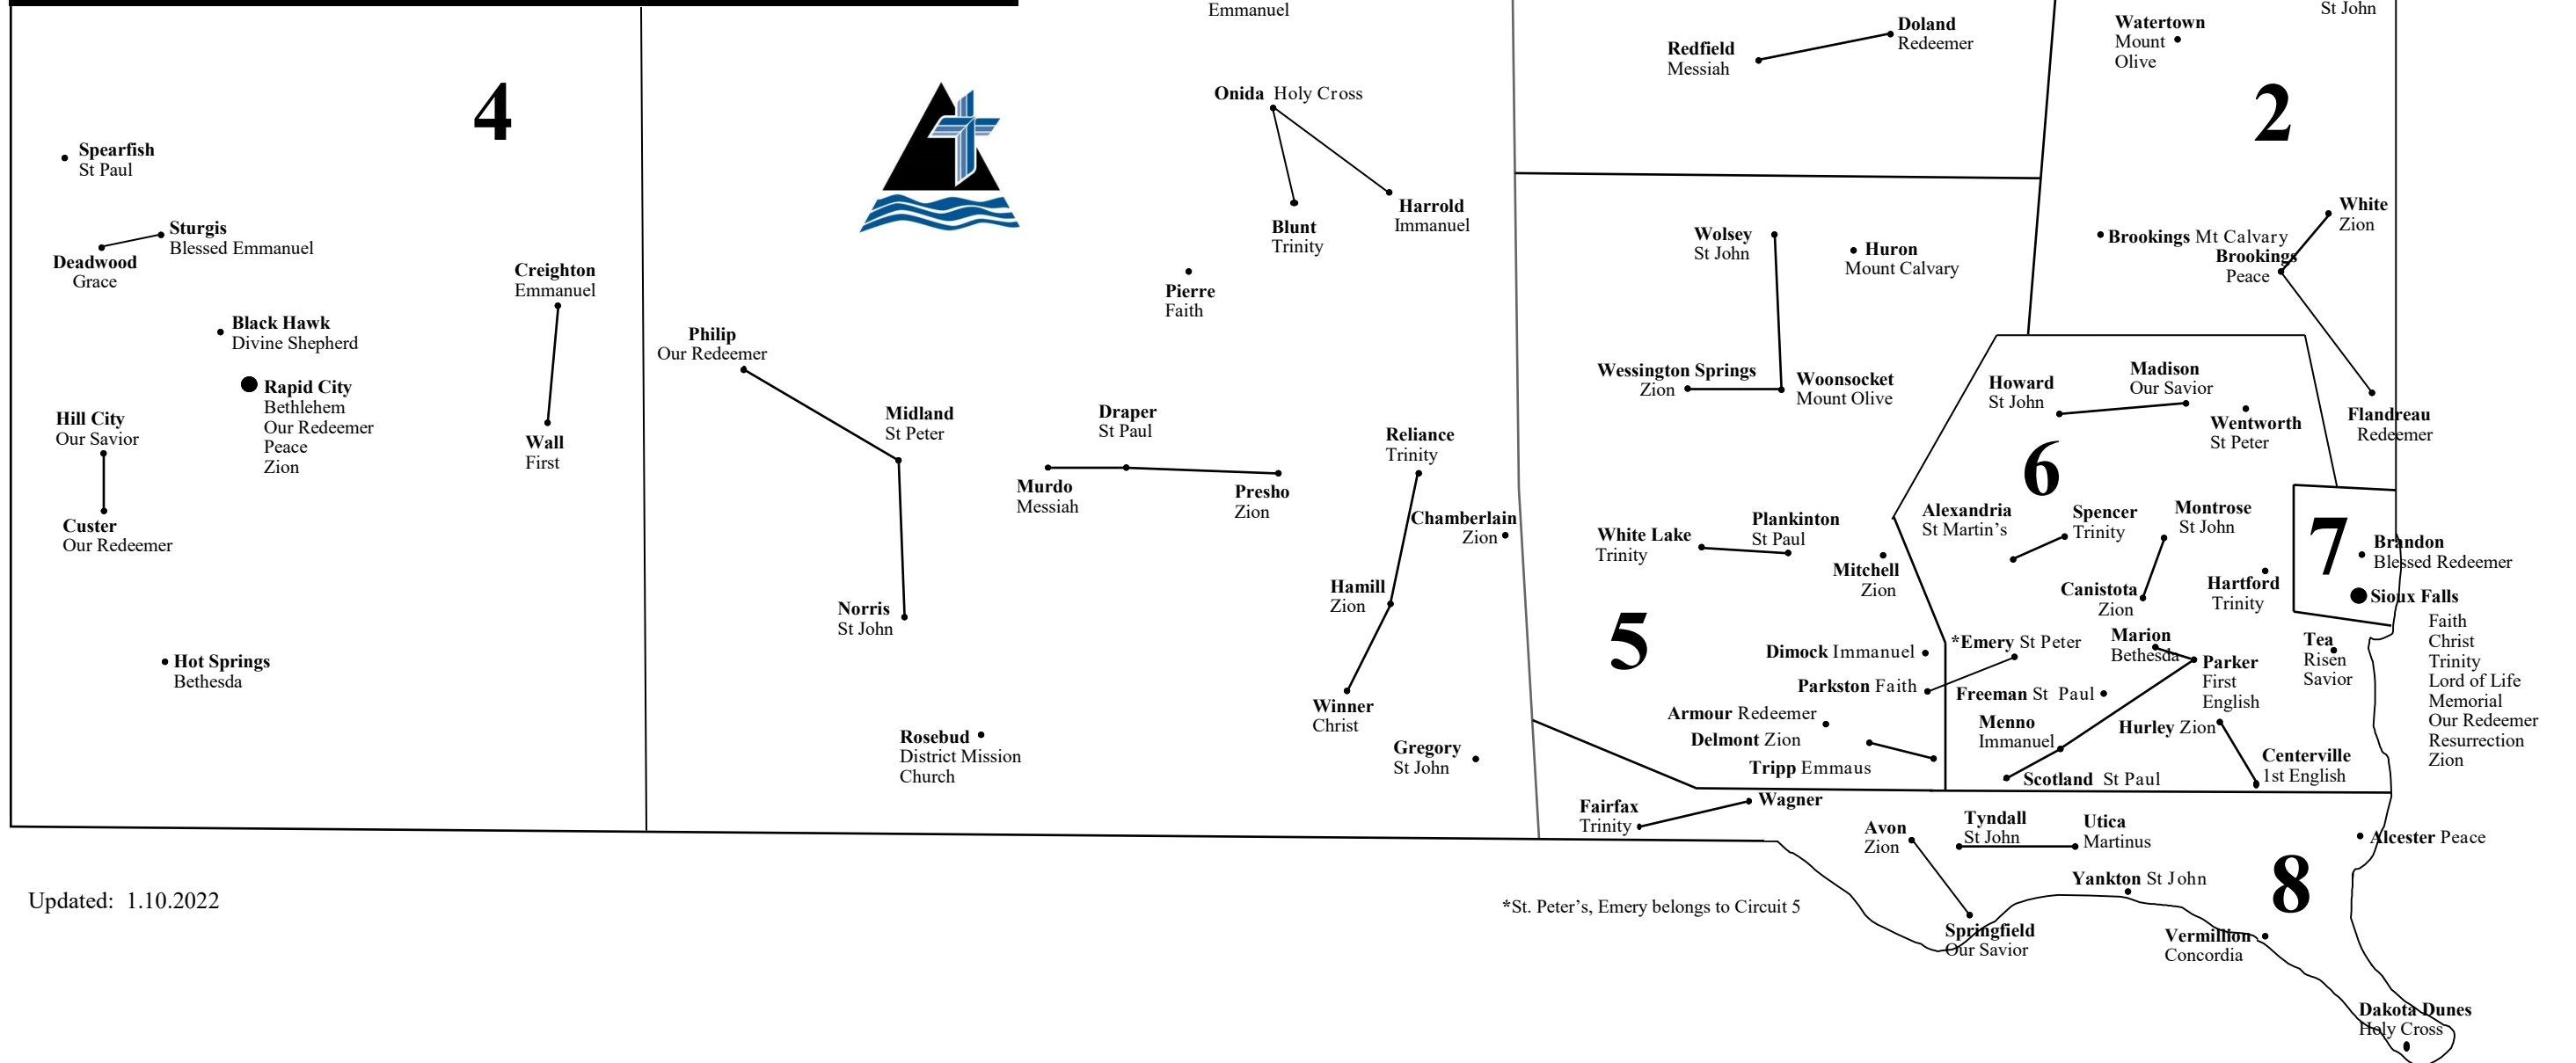 Emmanuel
St John
Doland
Redeemer
Redfield
Messiah
Watertown
Mount
Olive
4
2
Onida Holy Cross
Spearfish
St Paul
Harrold
Immanuel
Blunt
Trinity
White
Zion
Sturgis
Blessed Emmanuel
Deadwood
Grace
Wolsey
St John
Huron
Mount Calvary
Brookings Mt Calvary
Brookings
Peace
Creighton
Emmanuel
Pierre
Faith
Black Hawk
Divine Shepherd
Philip
Our Redeemer
Rapid City
Bethlehem
Our Redeemer
Peace
Zion
Wessington Springs
Zion
Woonsocket
Mount Olive
Howard
St John
Madison
Our Savior
Wentworth
St Peter
Flandreau
Redeemer
Hill City
Our Savior
Wall
First
Midland
St Peter
Draper
St Paul
Reliance
Trinity
6
Murdo
Messiah
Presho
Zion
Custer
Our Redeemer
Chamberlain
Zion
White Lake
Trinity
Plankinton
St Paul
Mitchell
Zion
Alexandria
St Martin’s
Spencer
Trinity
Montrose
St John
7
Brandon
Blessed Redeemer
Canistota
Zion
Hartford
Trinity
Sioux Falls
Faith
Christ
Trinity
Lord of Life
Memorial
Our Redeemer
Resurrection
Zion
Norris
St John
Hamill
Zion
5
Hot Springs
Bethesda
Dimock Immanuel
*Emery St Peter
Marion
Bethesda
Parker
First
English
Tea
Risen
Savior
Parkston Faith
Freeman St Paul
Winner
Christ
Armour Redeemer
Delmont Zion
Tripp Emmaus
Menno
Immanuel
Hurley Zion
Rosebud
District Mission
Church
Gregory
St John
Scotland St Paul
Centerville
1st English
Fairfax
Trinity
Wagner
Avon
Zion
Tyndall
St John
Utica
Martinus
Alcester Peace
Yankton St John
8
Updated: 1.10.2022
*St. Peter’s, Emery belongs to Circuit 5
Springfield
Our Savior
Vermillion
Concordia
Dakota Dunes
Holy Cross